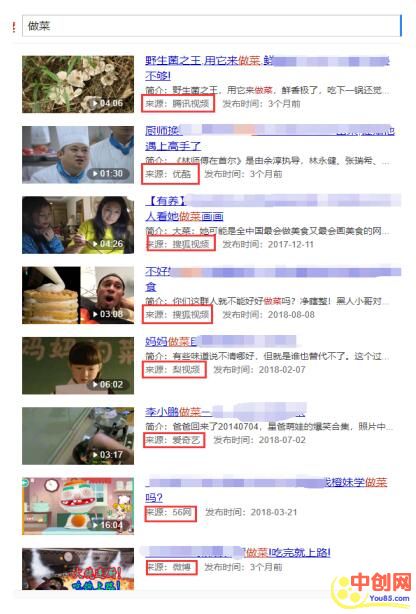 做菜
野生菌之王,用它来做菜,鲜
不够!
04:06
简介：野生菌之王，用它来做菜，鲜香极了，吃下一锅还觉...
来源：腾讯视频 发布时间：3个月前
厨师换
遇上高手了
01:30
简介：《林师傅在首尔》是由余淳执导，林永健、张瑞希、...
来源：优酷 发布时间：3个月前
【有养】
人看她做菜画画
04:26
简介：大菜：她可能是全中国最会做美食又最会画美食的网...
来源：搜狐视频 发布时间：2017-12-11
不好
食
03:08
简介：你们这群人就不能好好做菜吗？净瞎整！黑人小哥对...
来源：搜狐视频 发布时间：2018-08-08
妈妈做菜
06:02
简介：有些味道说不清哪好，但就是谁也替代不了。这个过...
来源：梨视频 发布时间：2018-02-07
李小鹏做菜
03:17
简介：爸爸回来了20140704，星爸萌娃的爆笑合集，照片中...
来源：爱奇艺 发布时间：2018-07-02
橙妹学做菜
吗?
16:04
来源：56网 发布时间：2018-03-21
做菜!吃完就上路!
来源：微博 发布时间：3个月前
中创网
You85.com